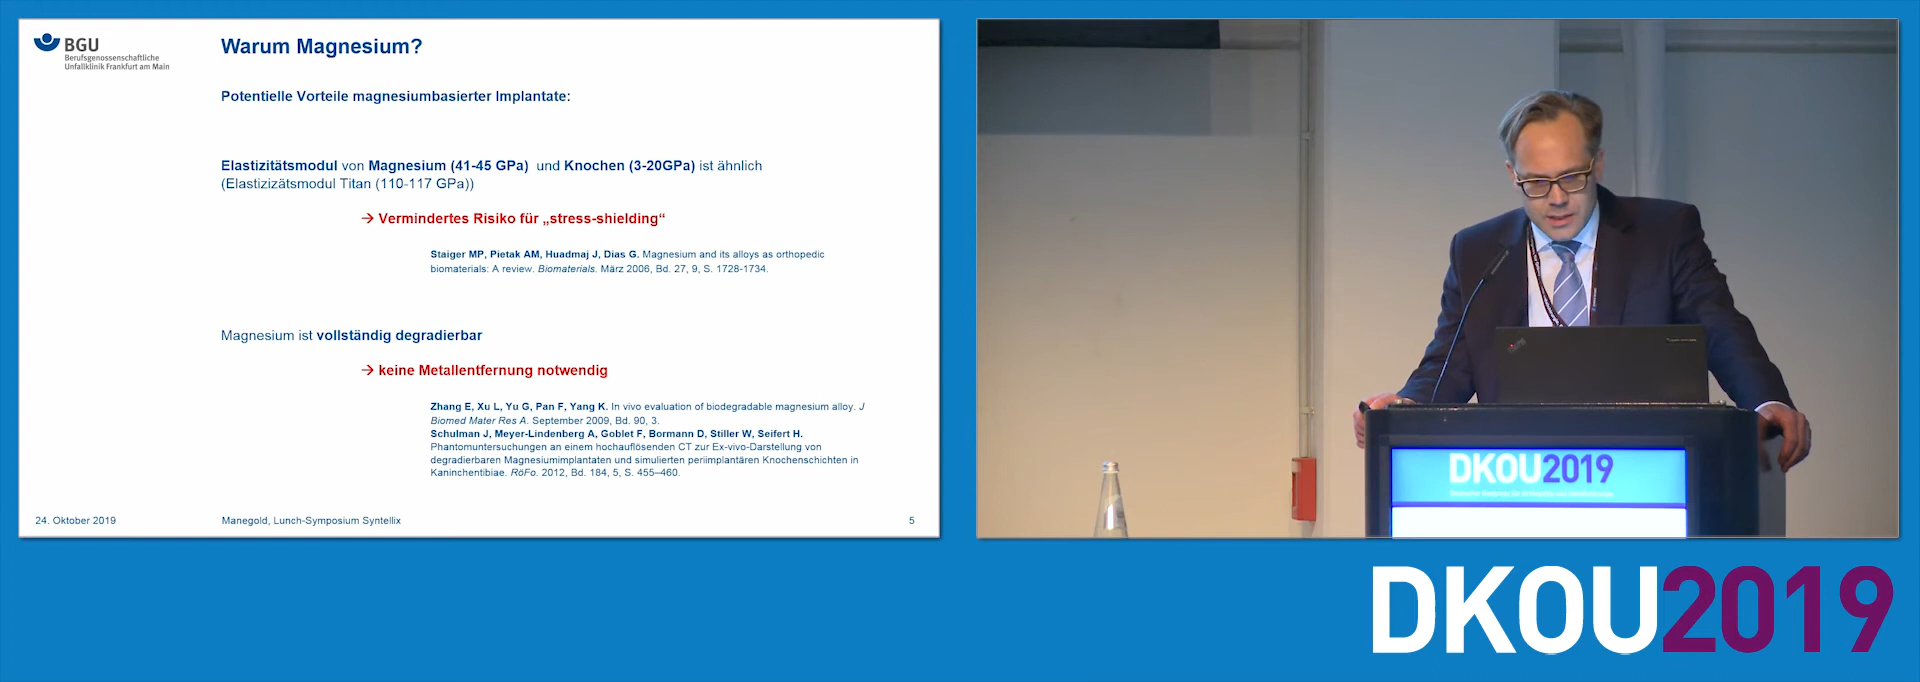 BGU
Berufsgenossenschaftliche
Unfallklinik Frankfurt am Main
Warum Magnesium?
Potentielle Vorteile magnesiumbasierter Implantate:
Elastizitätsmodul von Magnesium (41-45 GPa) und Knochen (3-20GPa) ist ähnlich
(Elastizizätsmodul Titan (110-117 GPa))
→ Vermindertes Risiko für „stress-shielding“
Staiger MP, Pietak AM, Huadmaj J, Dias G. Magnesium and its alloys as orthopedic
biomaterials: A review. Biomaterials. März 2006, Bd. 27, 9, S. 1728-1734.
Magnesium ist vollständig degradierbar
→ keine Metallentfernung notwendig
Zhang E, Xu L, Yu G, Pan F, Yang K. In vivo evaluation of biodegradable magnesium alloy. J
Biomed Mater Res A. September 2009, Bd. 90, 3.
Schulman J, Meyer-Lindenberg A, Goblet F, Bormann D, Stiller W, Seifert H.
Phantomuntersuchungen an einem hochauflösenden CT zur Ex-vivo-Darstellung von
degradierbaren Magnesiumimplantaten und simulierten periimplantären Knochenschichten in
Kaninchentibiae. RöFo. 2012, Bd. 184, 5, S. 455–460.
24. Oktober 2019
Manegold, Lunch-Symposium Syntellix
5
DKOU2019
DKOU2019